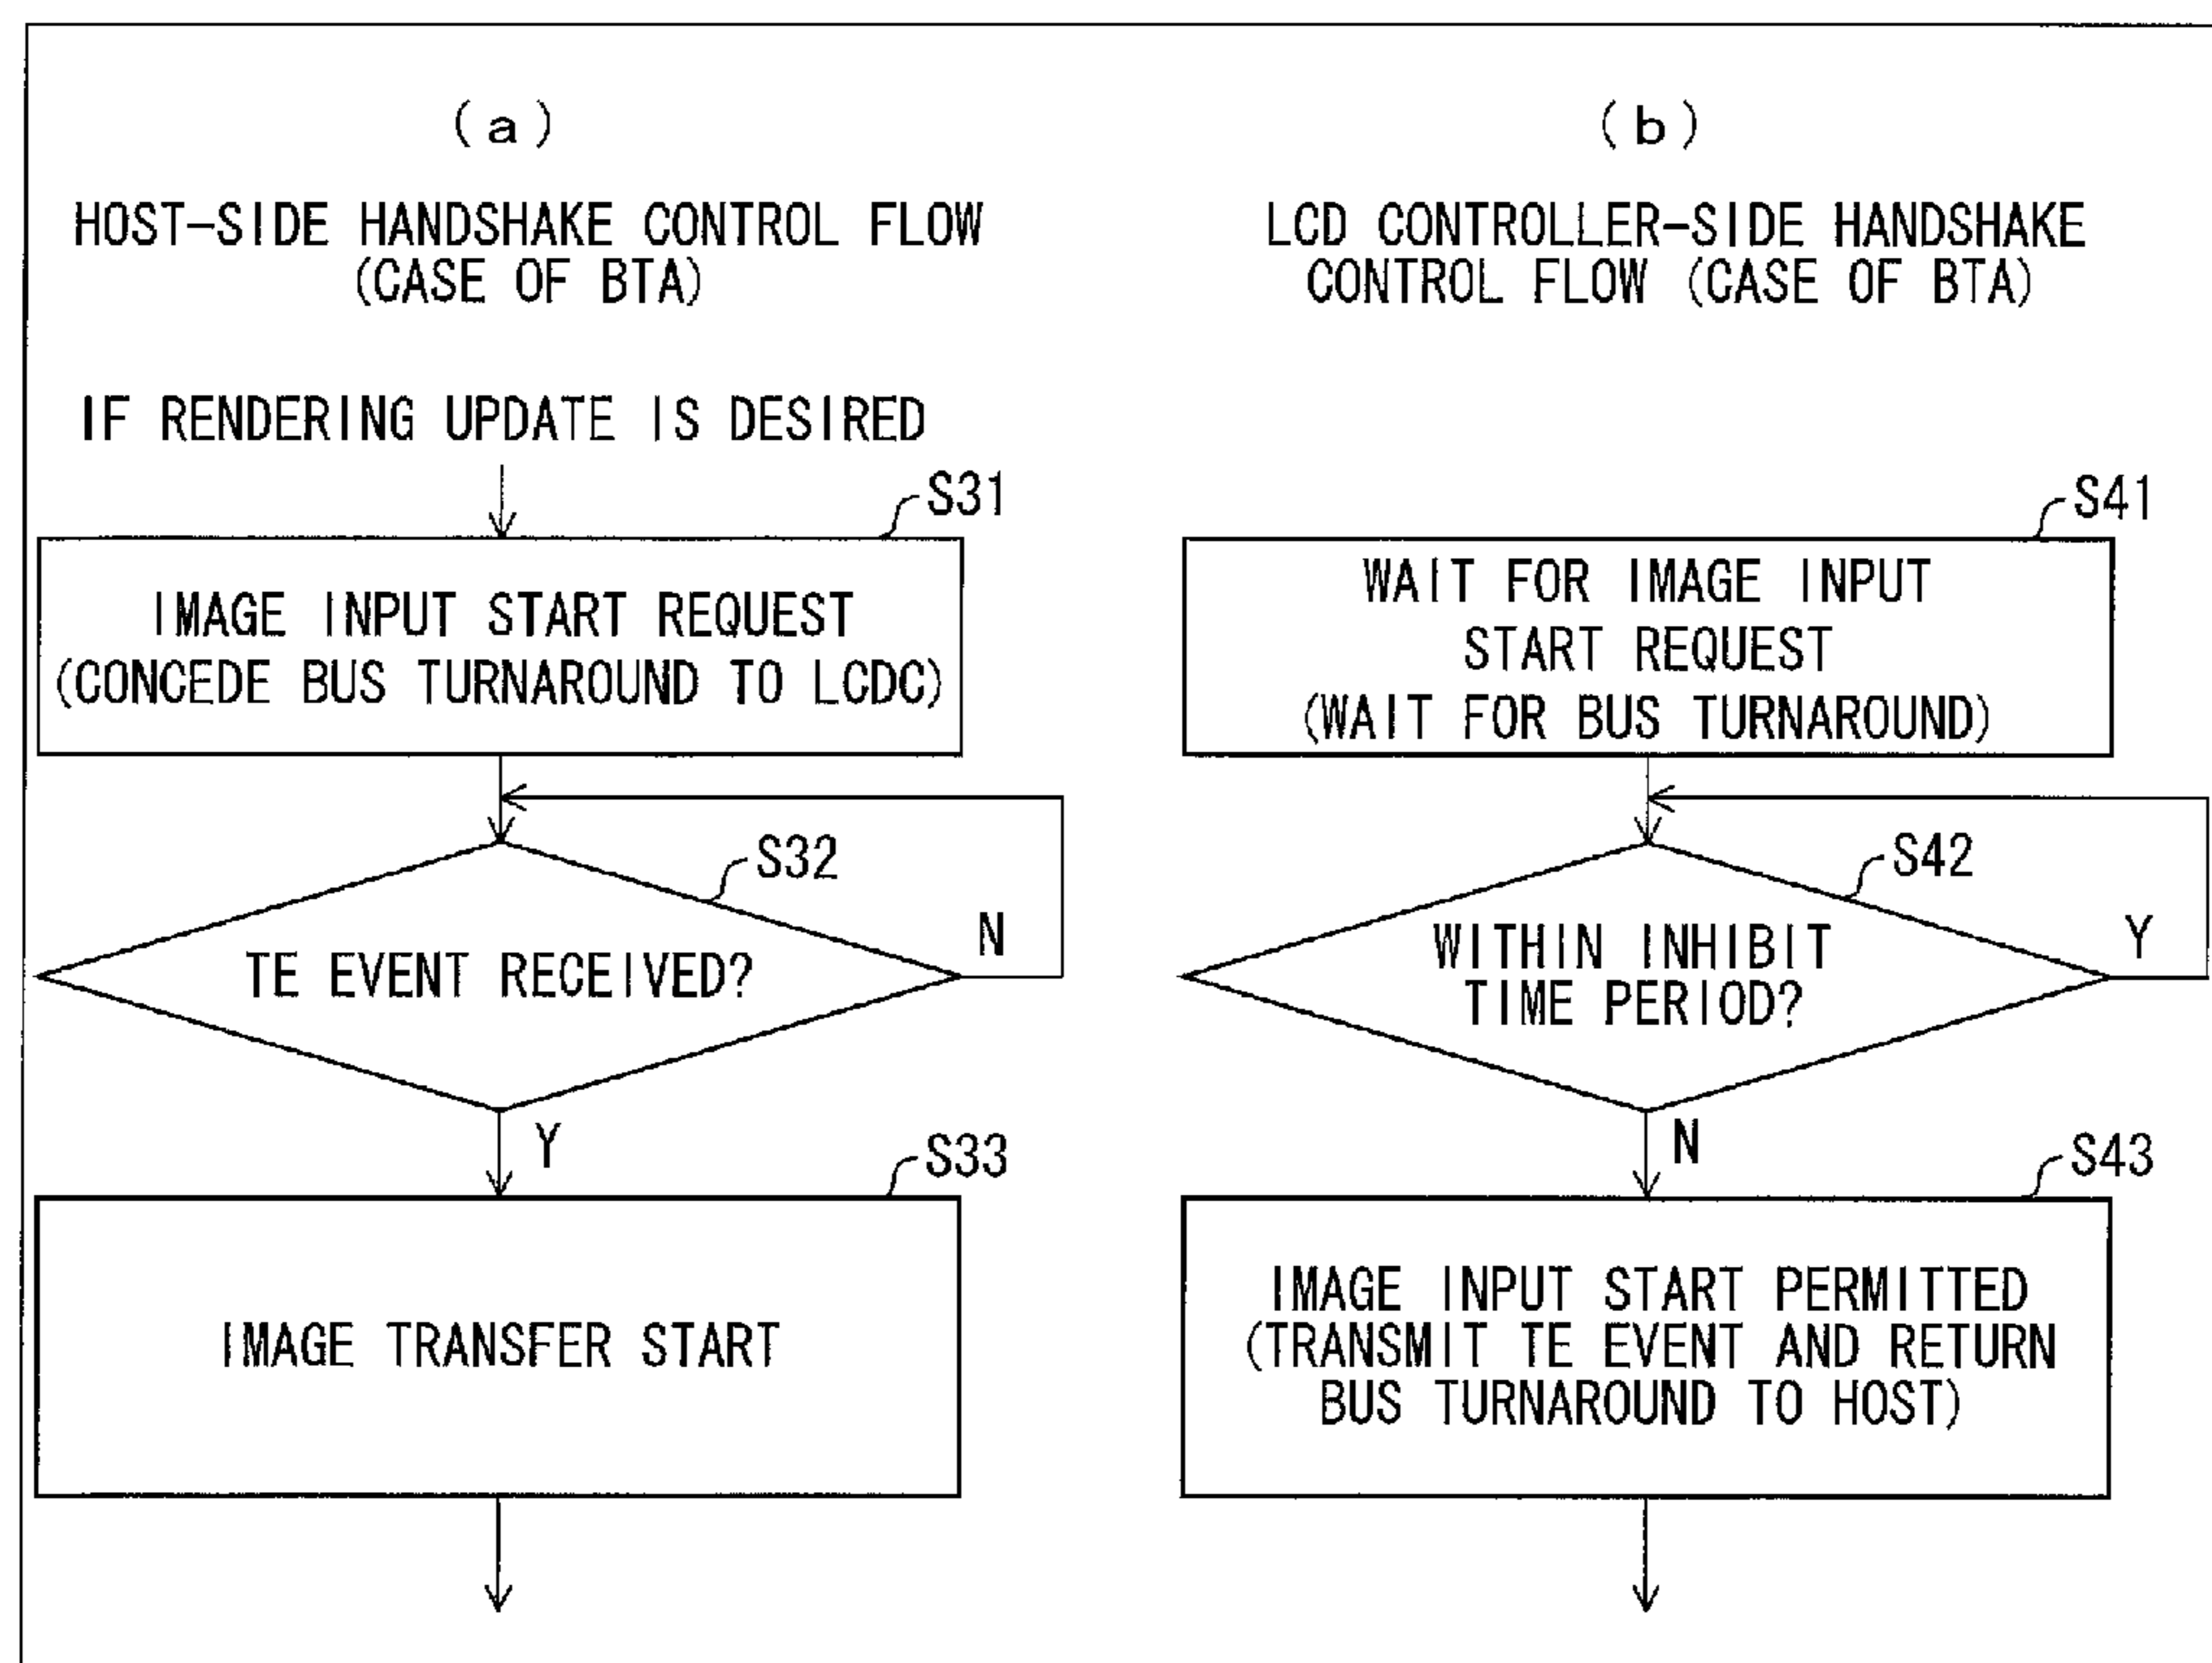 (a)
HOST-SIDE HANDSHAKE CONTROL FLOW
(CASE OF BTA)
IF RENDERING UPDATE IS DESIRED
S31
IMAGE INPUT START REQUEST
(CONCEDE BUS TURNAROUND TO LCDC)
S32
TE EVENT RECEIVED?
N
Y
S33
IMAGE TRANSFER START
(b)
LCD CONTROLLER-SIDE HANDSHAKE
CONTROL FLOW (CASE OF BTA)
S41
WAIT FOR IMAGE INPUT
START REQUEST
(WAIT FOR BUS TURNAROUND)
S42
WITHIN INHIBIT
TIME PERIOD?
Y
N
S43
IMAGE INPUT START PERMITTED
(TRANSMIT TE EVENT AND RETURN
BUS TURNAROUND TO HOST)